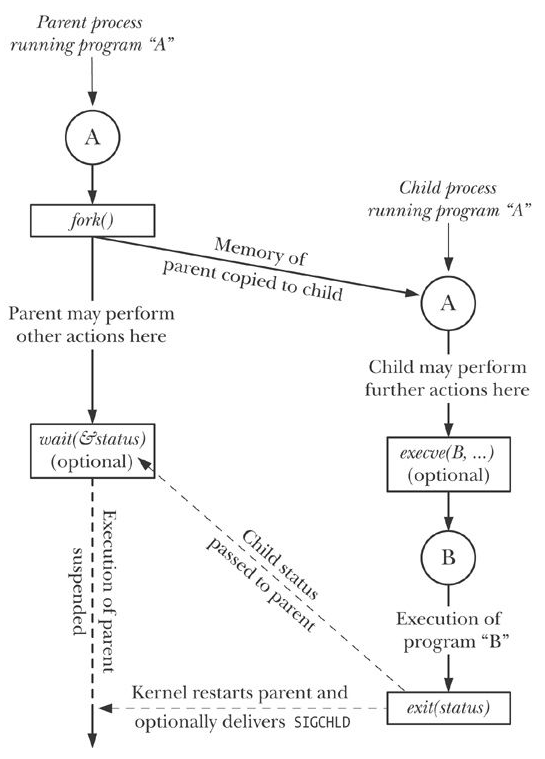 Parent process
running program “A”
A
fork()
Memory of
parent copied to child
Child process
running program “A”
A
Parent may perform
other actions here
Child may perform
further actions here
wait(&status)
(optional)
execve(B, ...)
(optional)
B
Execution of parent
suspended
Child status
passed to parent
Execution of
program “B”
Kernel restarts parent and
optionally delivers SIGCHLD
exit(status)